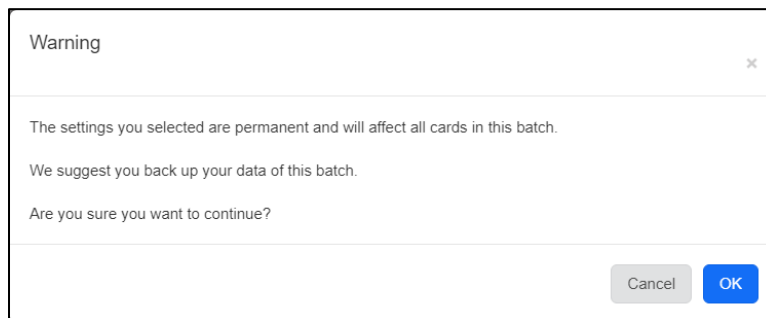 Warning
×
The settings you selected are permanent and will affect all cards in this batch.
We suggest you back up your data of this batch.
Are you sure you want to continue?
Cancel OK